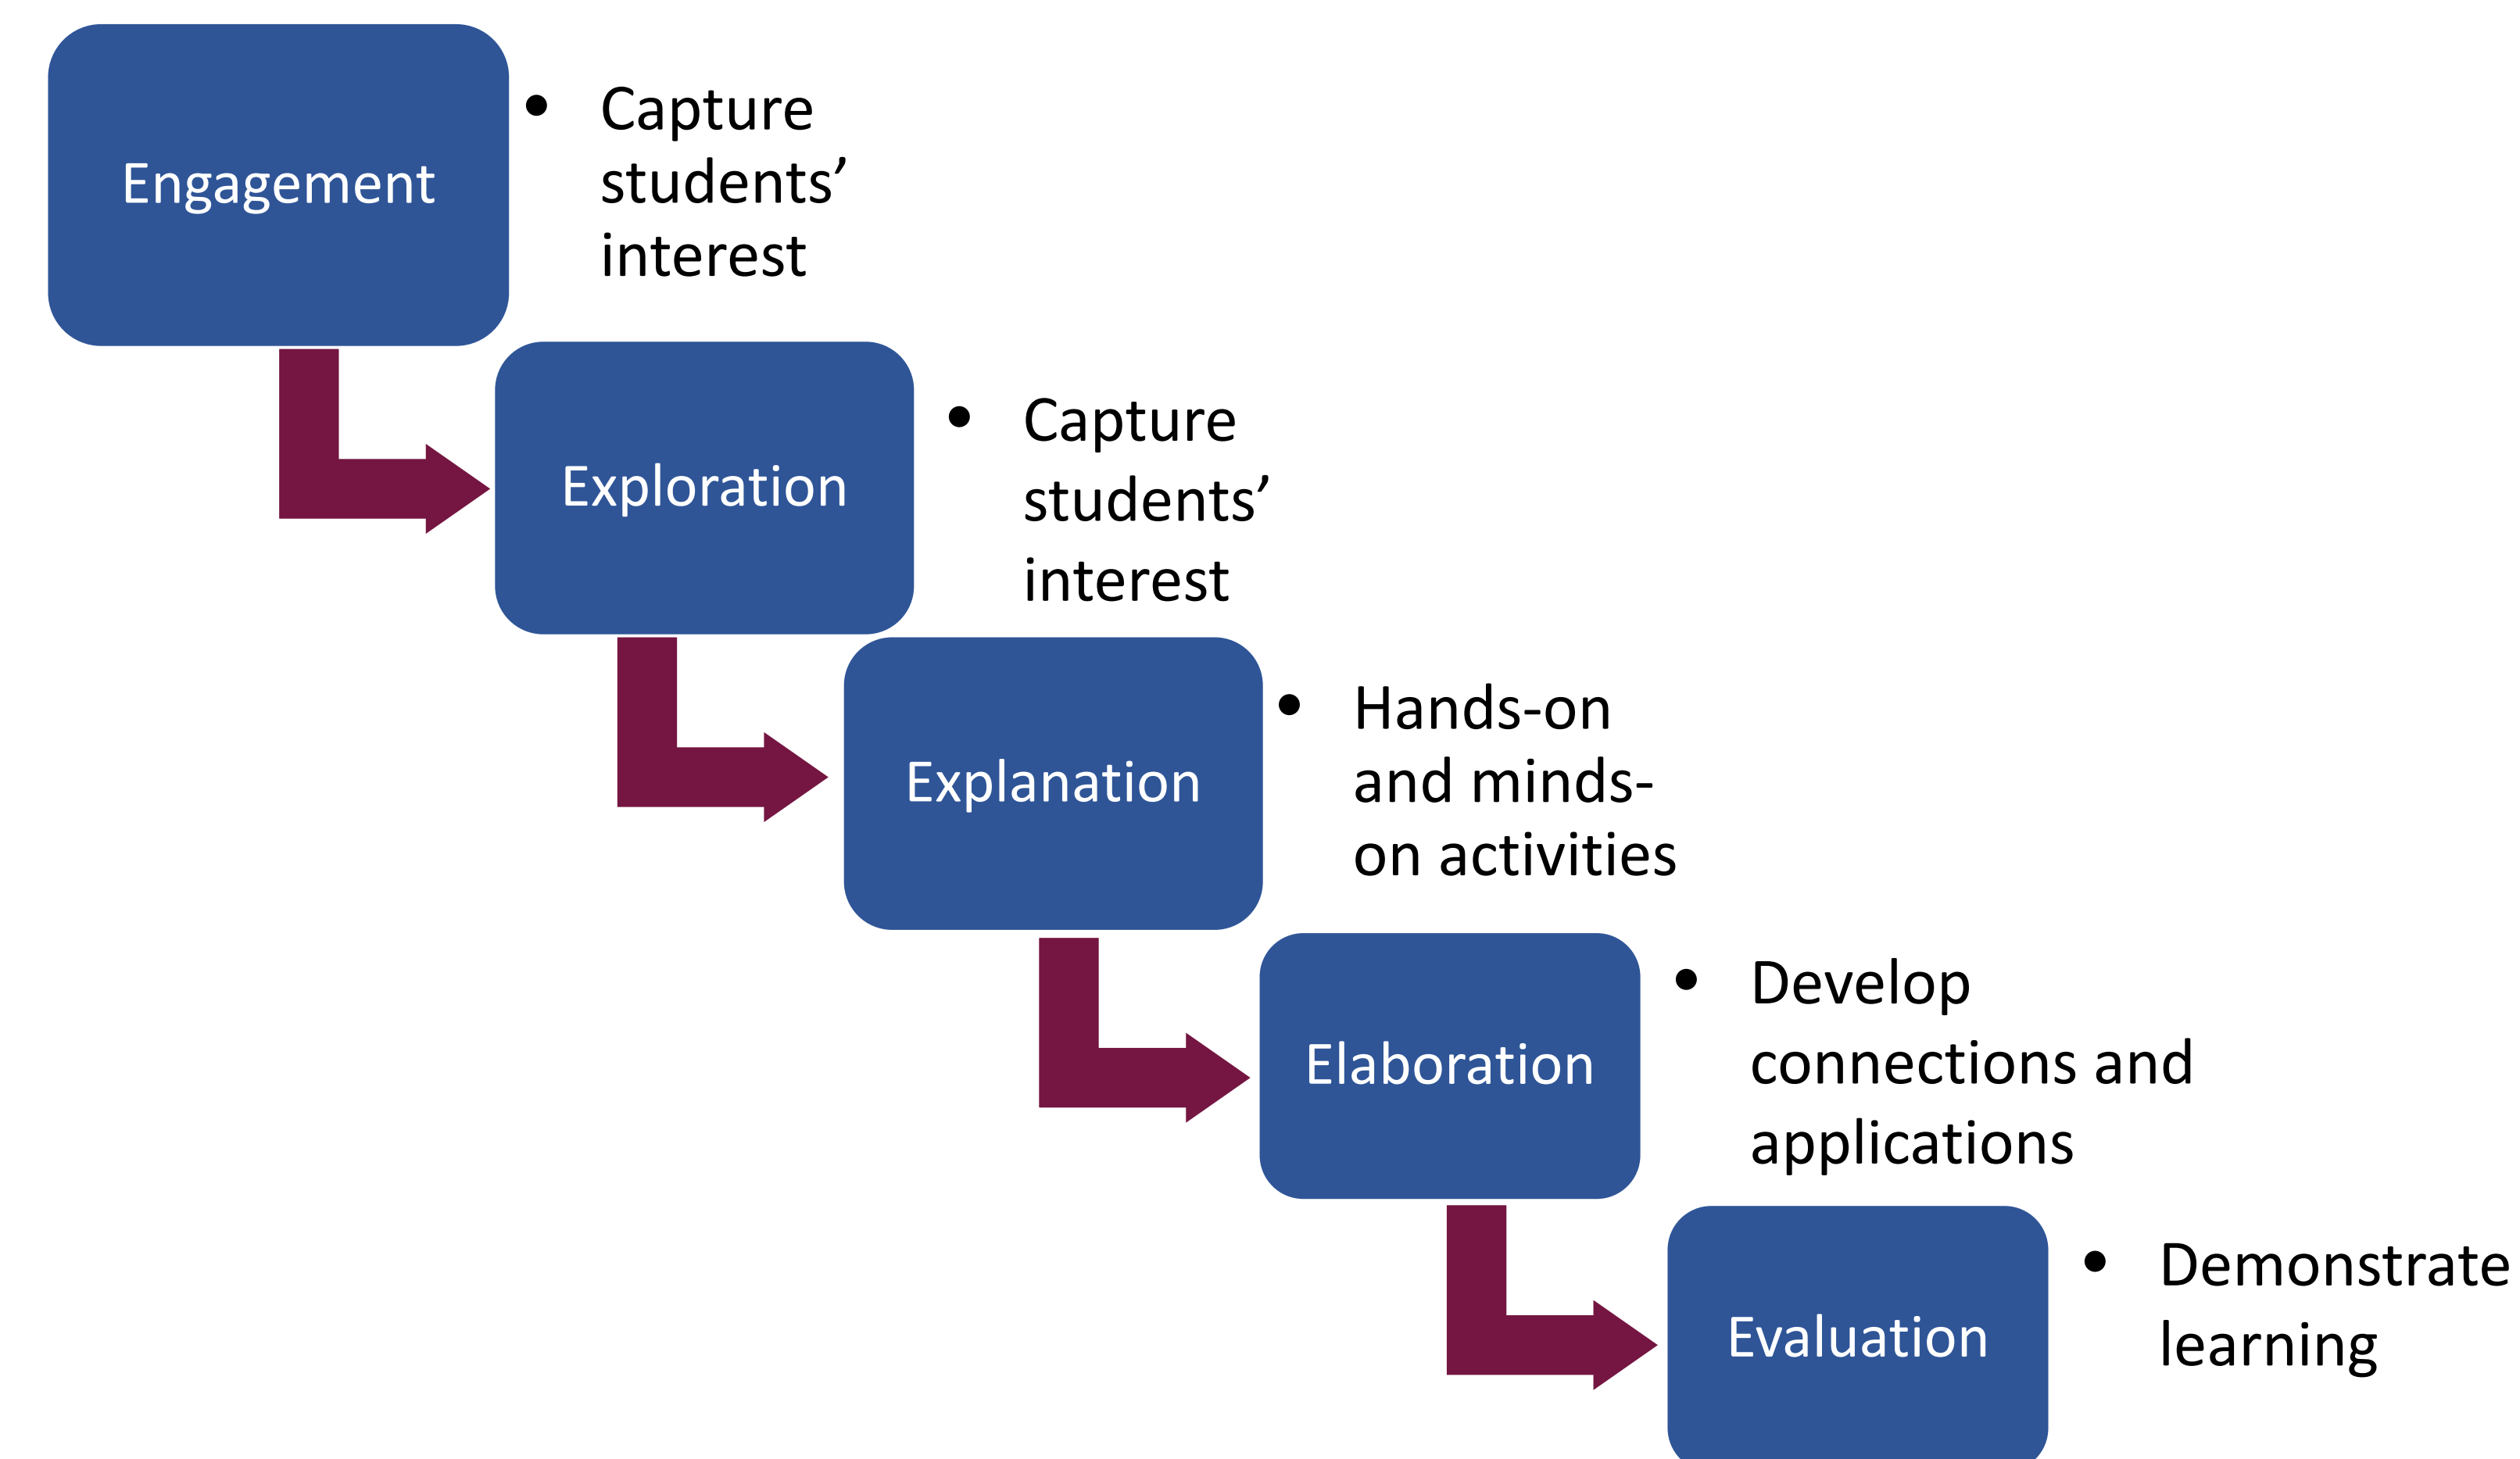 Engagement
• Capture
students’
interest
Exploration
• Capture
students’
interest
Explanation
• Hands-on
and minds-
on activities
Elaboration
• Develop
connections and
applications
Evaluation
• Demonstrate
learning